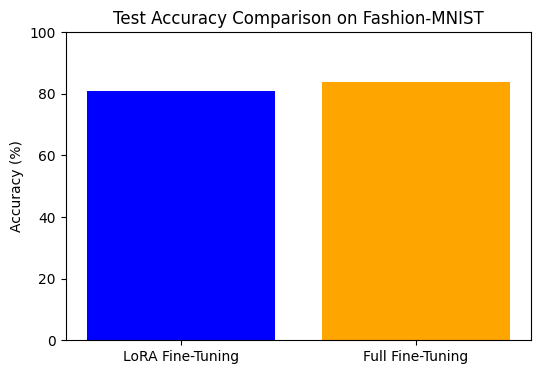 Test Accuracy Comparison on Fashion-MNIST
Accuracy (%)
100
80
60
40
20
0
LoRA Fine-Tuning
Full Fine-Tuning